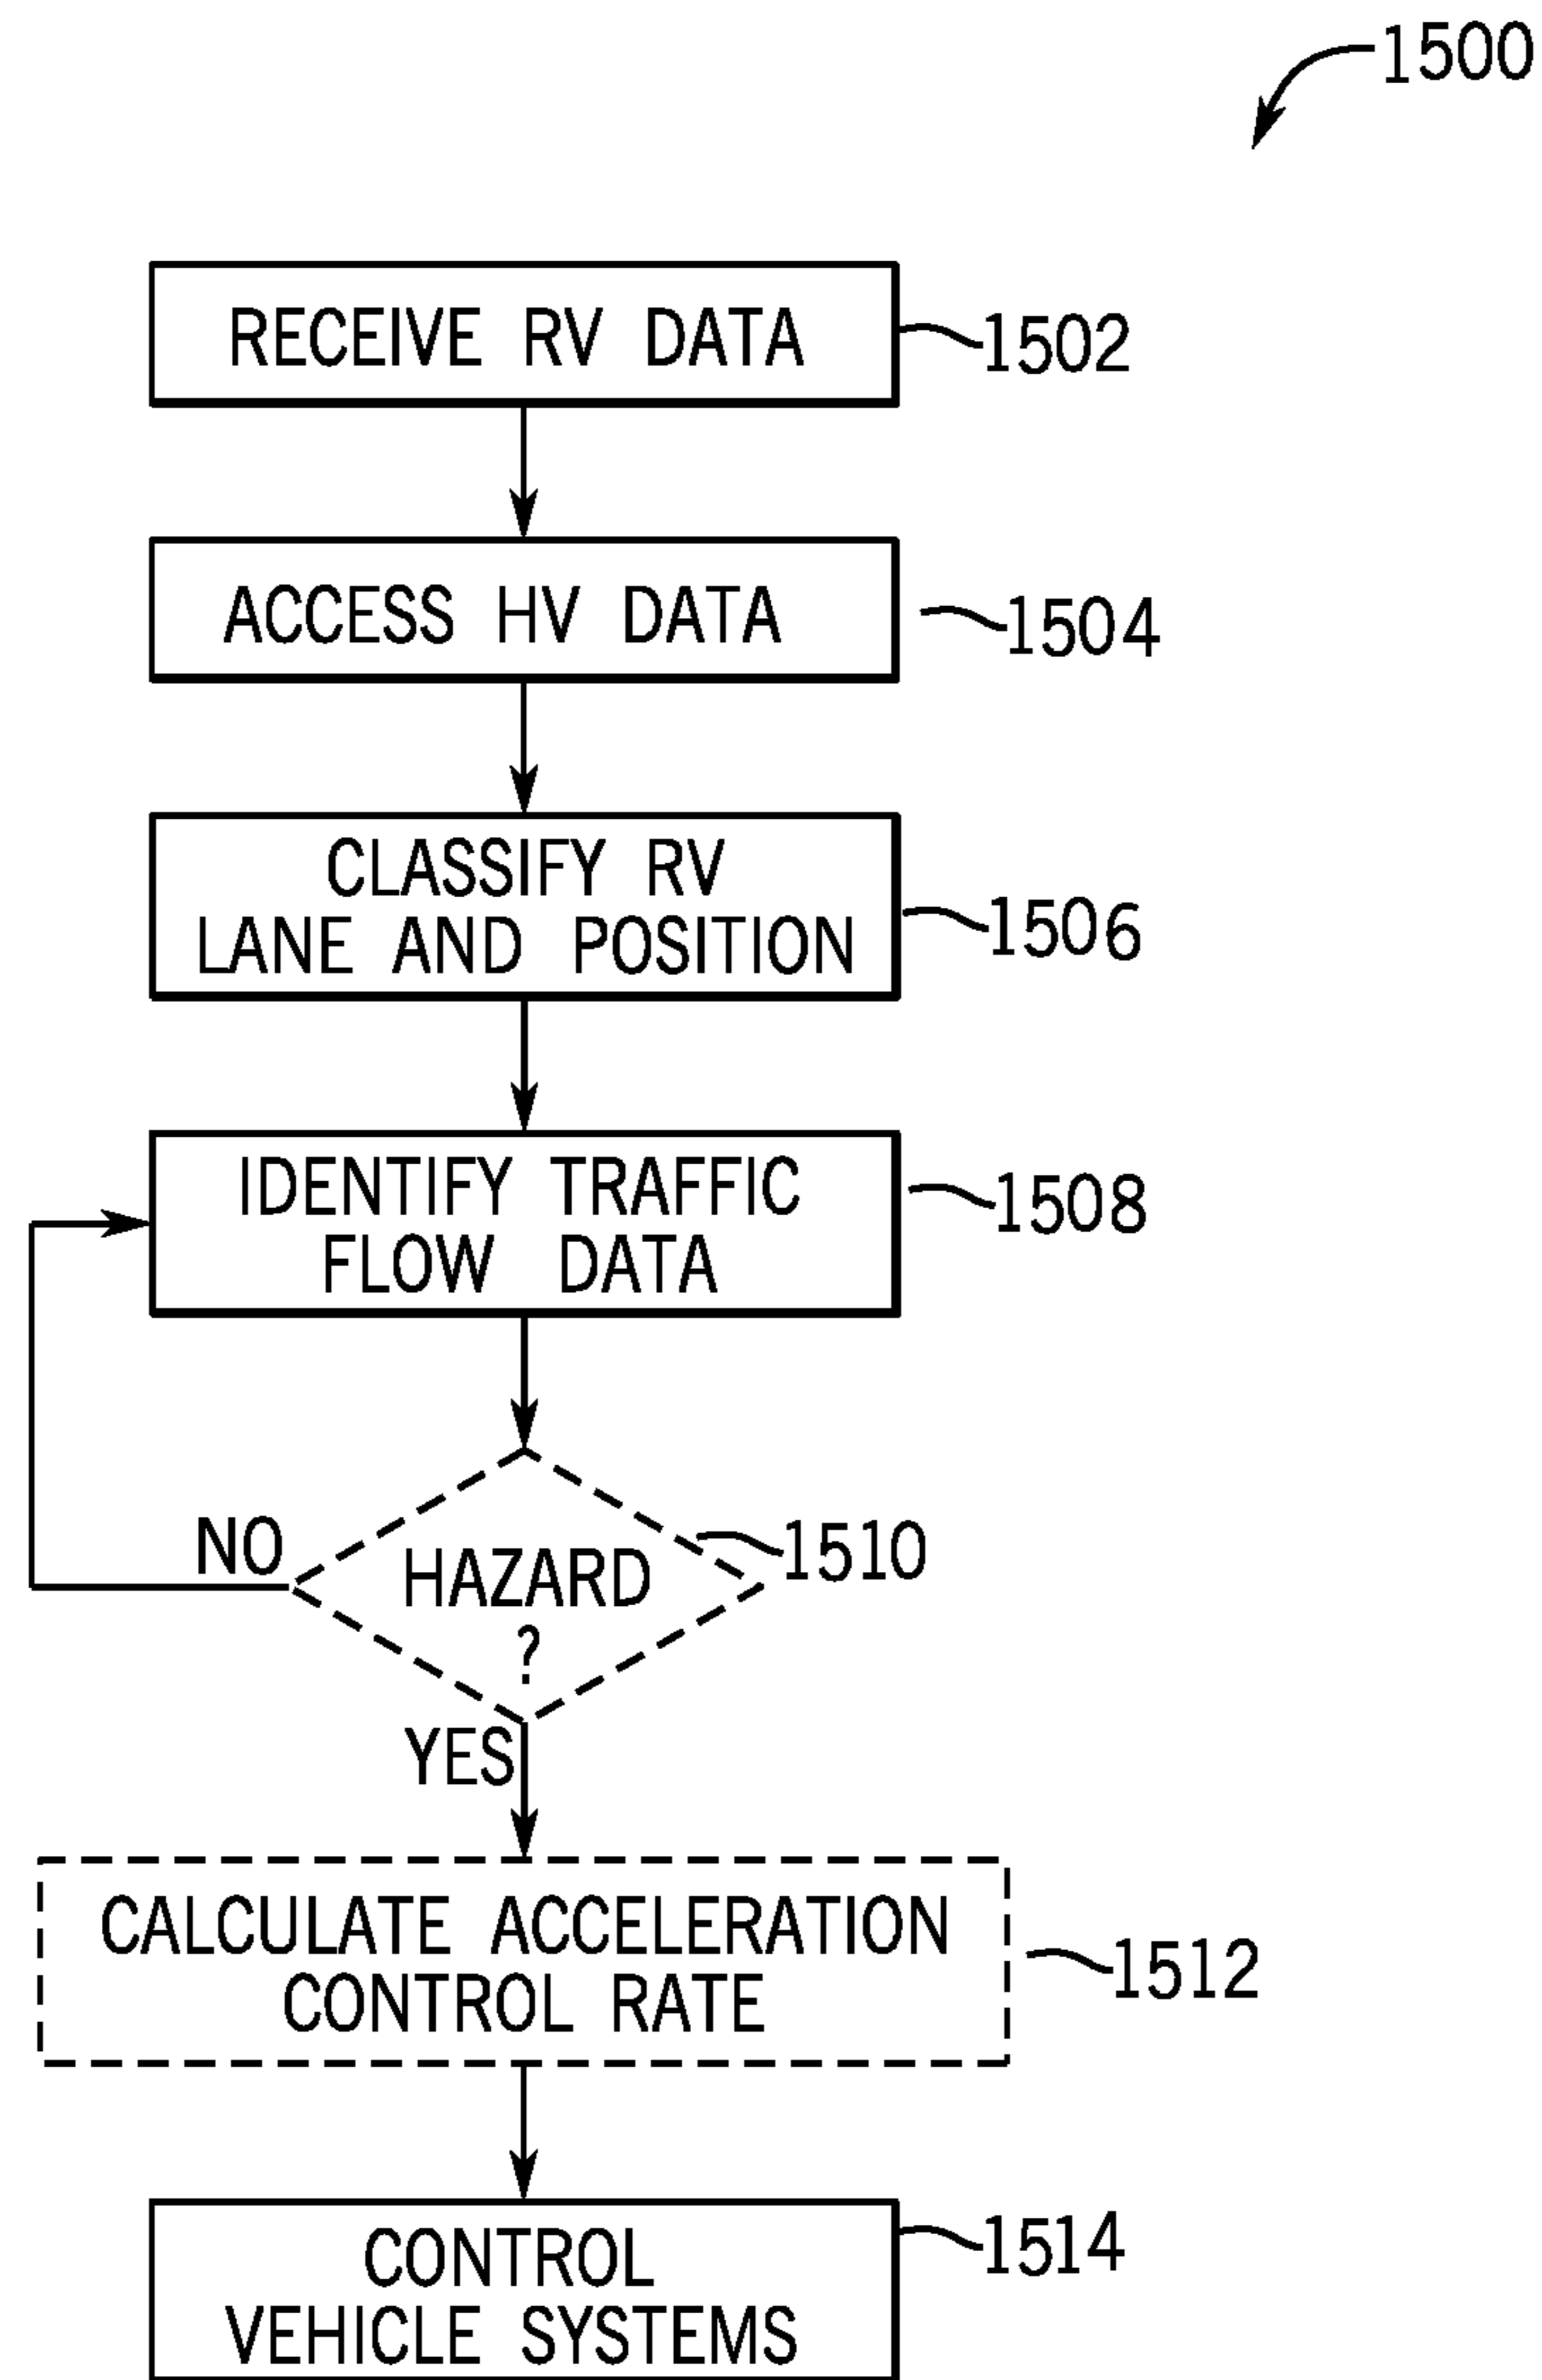 1500
RECEIVE RV DATA
1502
ACCESS HV DATA
1504
CLASSIFY RV
LANE AND POSITION
1506
IDENTIFY TRAFFIC
FLOW DATA
1508
NO
HAZARD
?
1510
YES
CALCULATE ACCELERATION
CONTROL RATE
1512
CONTROL
VEHICLE SYSTEMS
1514